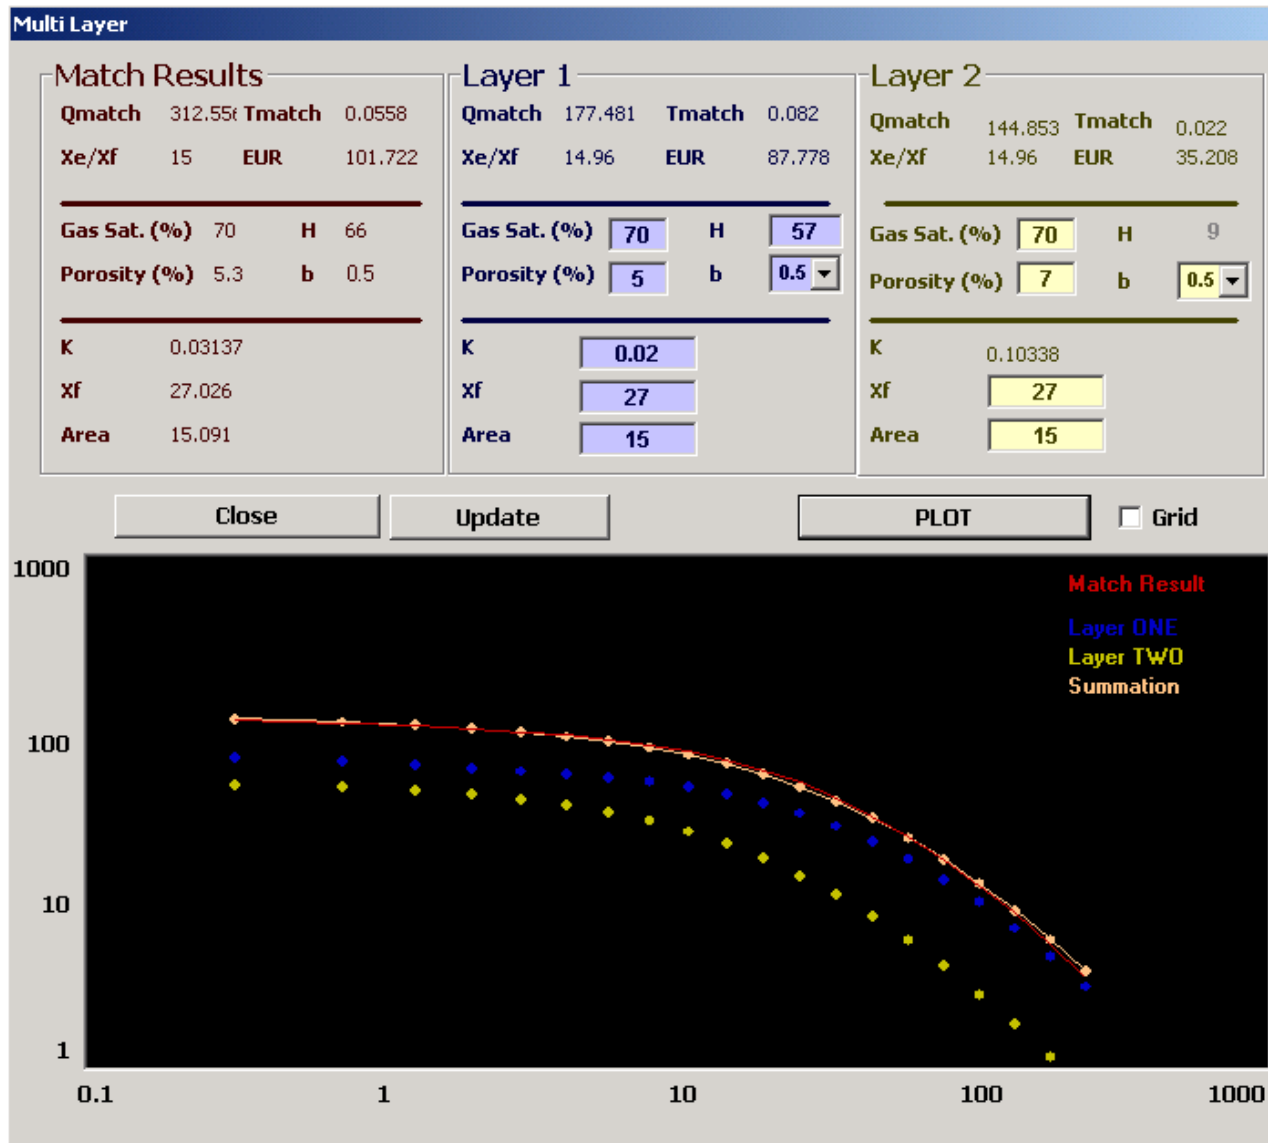 Multi Layer
Match Results
Qmatch 312.556 Tmatch 0.0558
Xe/Xf 15 EUR 101.722
Gas Sat. (%) 70 H 66
Porosity (%) 5.3 b 0.5
K 0.03137
Xf 27.026
Area 15.091
Layer 1
Qmatch 177.481 Tmatch 0.082
Xe/Xf 14.96 EUR 87.778
Gas Sat. (%) 70 H 57
Porosity (%) 5 b 0.5
K 0.02
Xf 27
Area 15
Layer 2
Qmatch 144.853 Tmatch 0.022
Xe/Xf 14.96 EUR 35.208
Gas Sat. (%) 70 H 9
Porosity (%) 7 b 0.5
K 0.10338
Xf 27
Area 15
Close Update PLOT Grid
1000
100
10
1
Match Result
Layer ONE
Layer TWO
Summation
0.1 1 10 100 1000